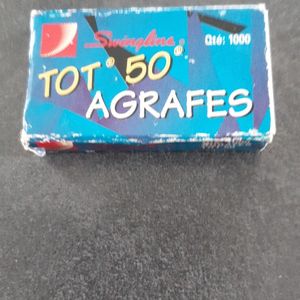 Swingline Qté: 1000
TOT® 50®
AGRAFES